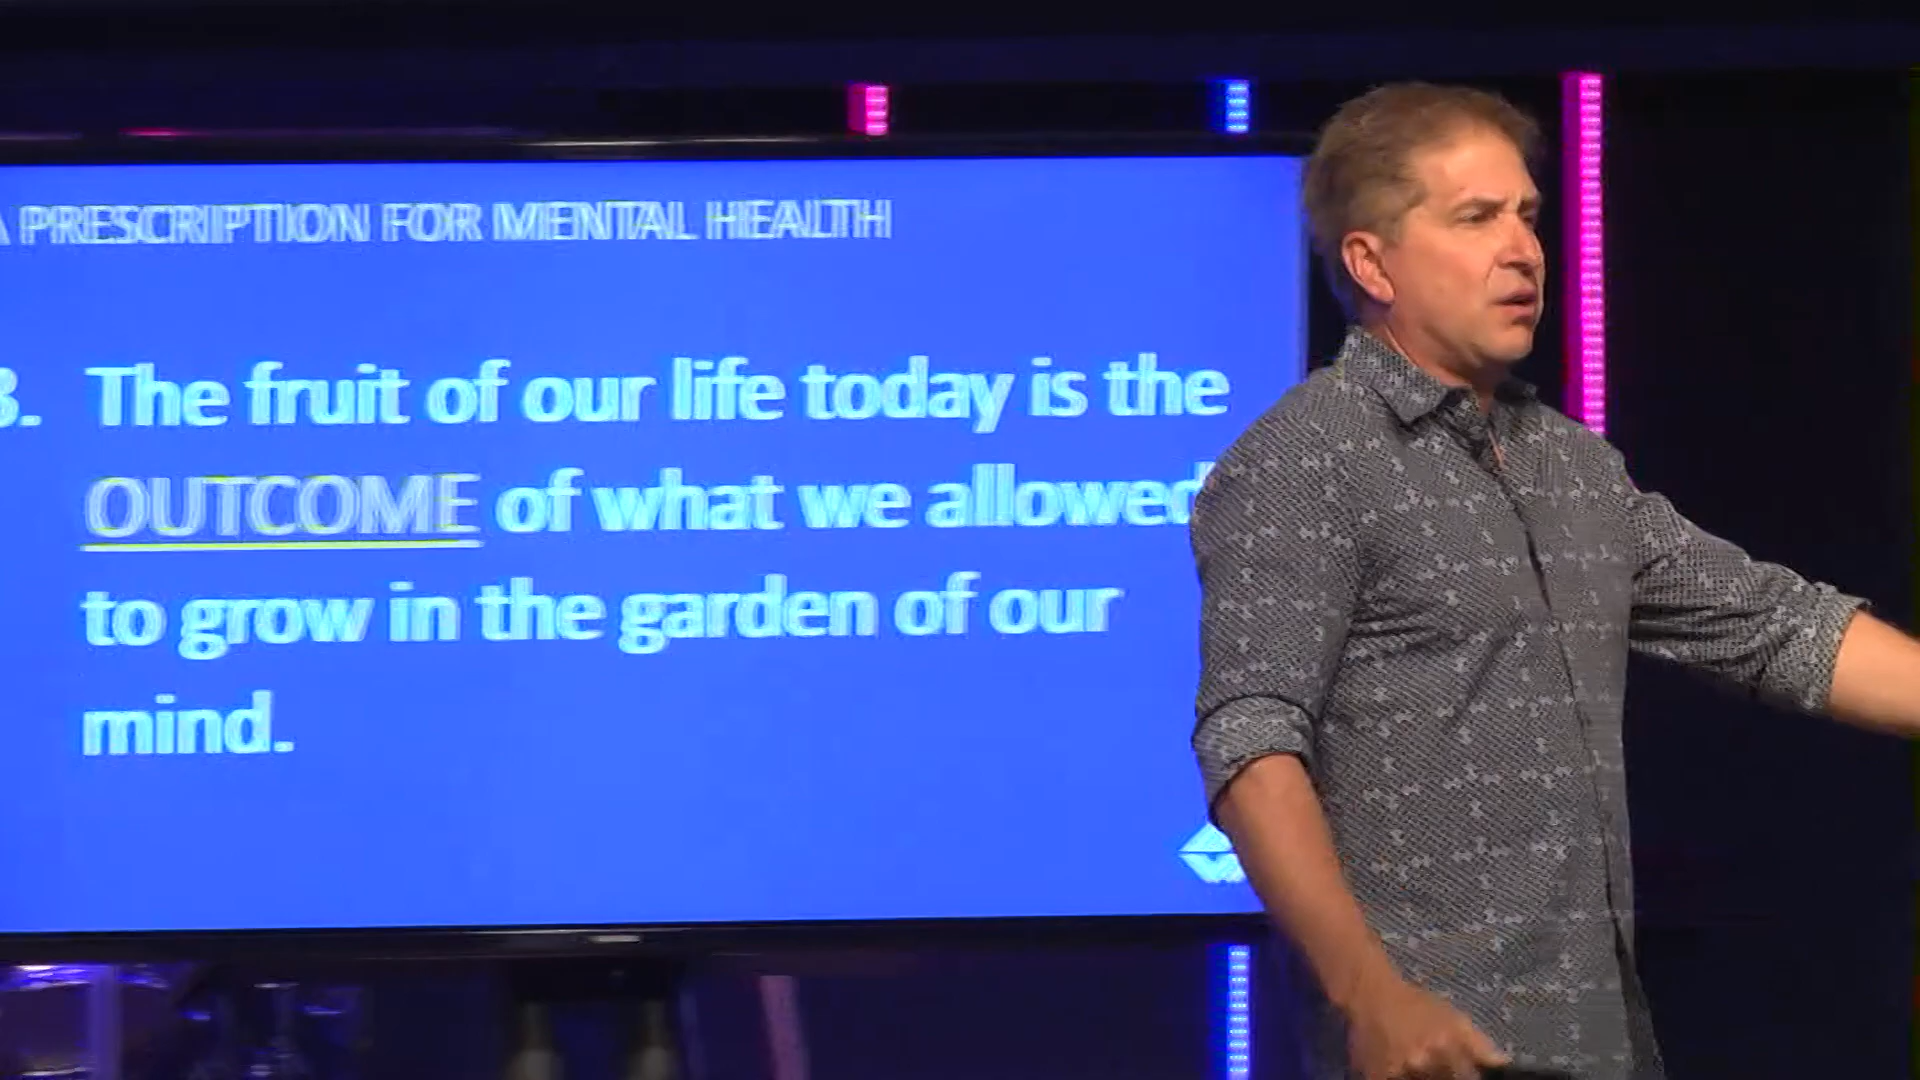 A PRESCRIPTION FOR MENTAL HEALTH
3. The fruit of our life today is the
OUTCOME of what we allowed
to grow in the garden of our
mind.